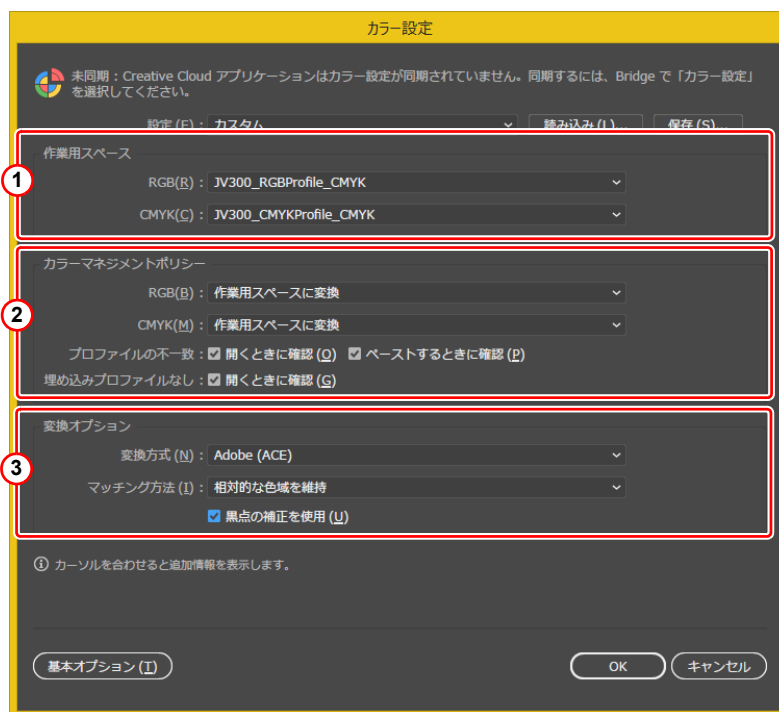 カラー設定
未同期：Creative Cloud アプリケーションはカラー設定が同期されていません。同期するには、Bridge で「カラー設定」
を選択してください。
設定 (F)： カスタム 読み込み (L)... 保存 (S)...
1
作業用スペース
RGB(R)： JV300_RGBProfile_CMYK
CMYK(C)： JV300_CMYKProfile_CMYK
2
カラーマネジメントポリシー
RGB(B)： 作業用スペースに変換
CMYK(M)： 作業用スペースに変換
プロファイルの不一致： 開くときに確認 (O) ペーストするときに確認 (P)
埋め込みプロファイルなし： 開くときに確認 (G)
3
変換オプション
変換方式 (N)： Adobe (ACE)
マッチング方法 (I)： 相対的な色域を維持
黒点の補正を使用 (U)
カーソルを合わせると追加情報を表示します。
基本オプション (T) OK キャンセル